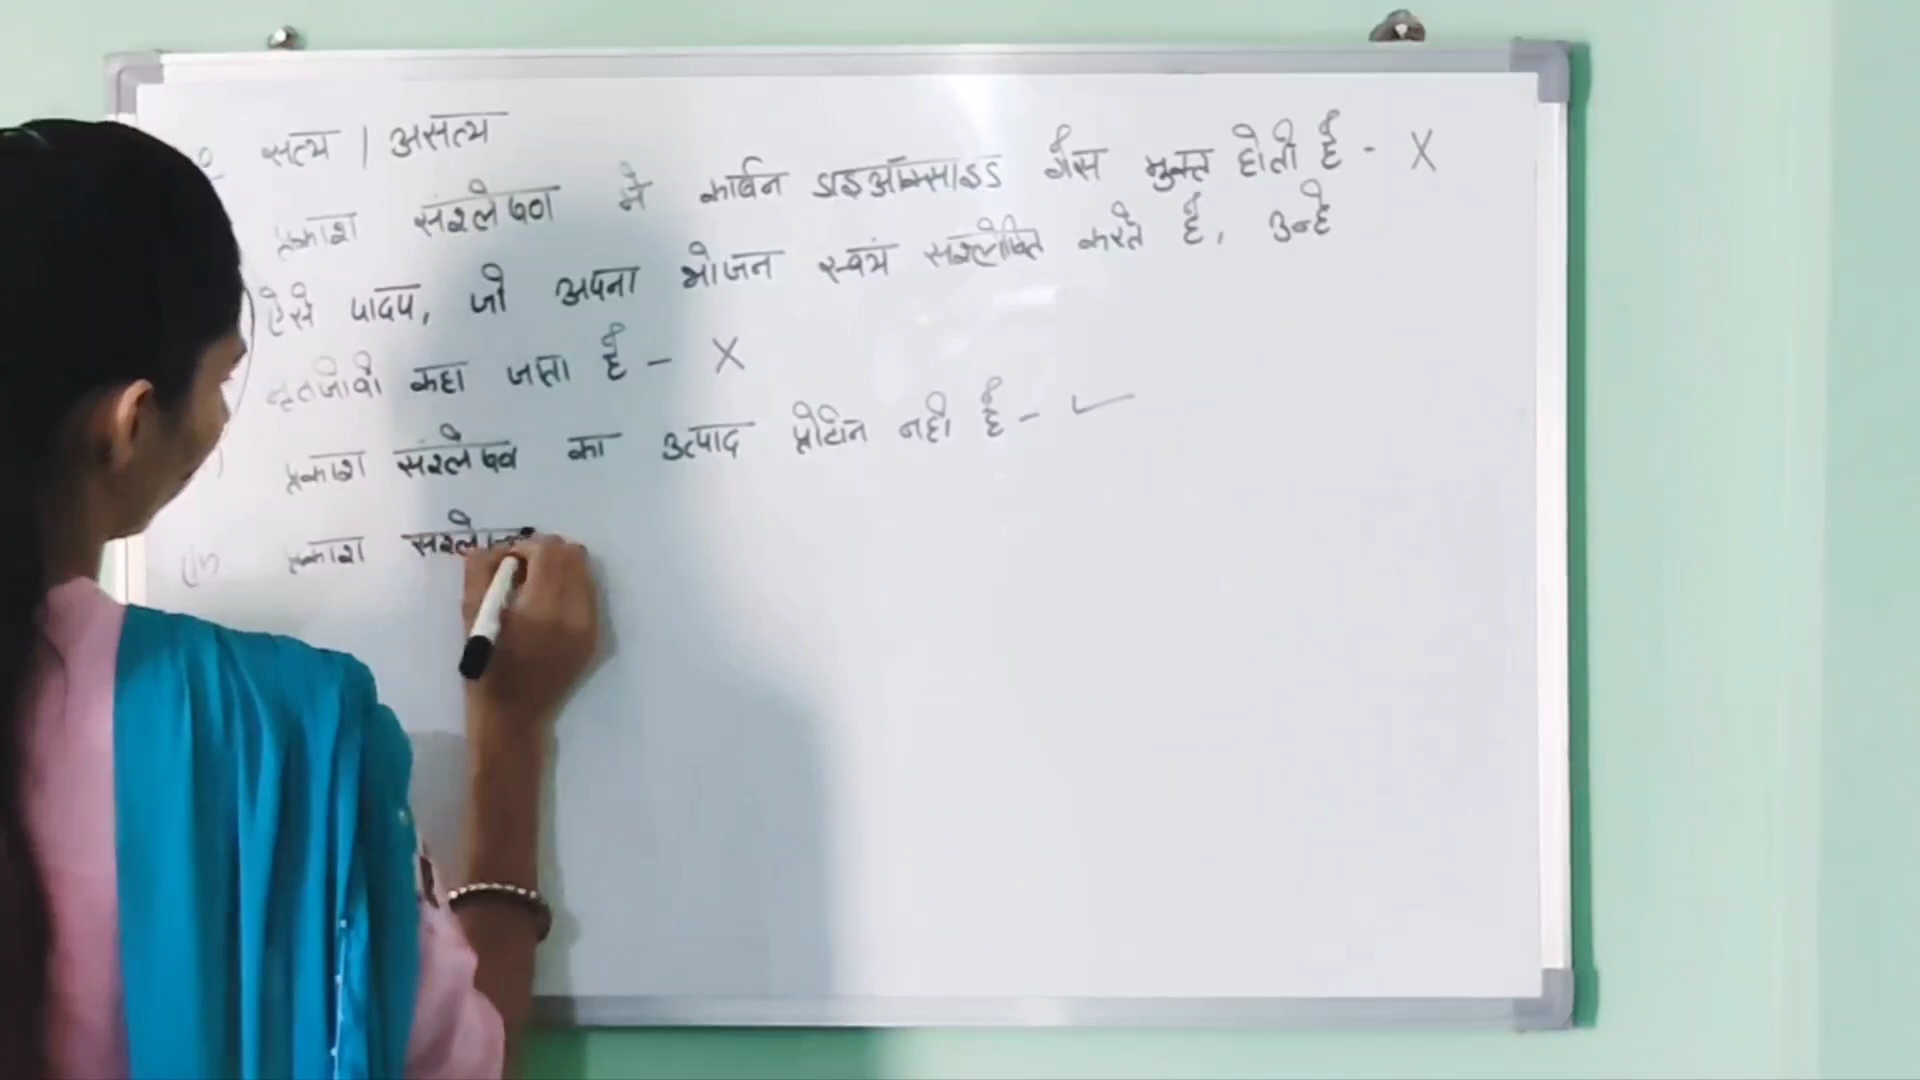 सत्य | असत्य
प्रकाश संश्लेषण मे कार्बन डाइऑक्साइड गैस मुक्त होती है - X
ऐसे पादप, जो अपना भोजन स्वयं संश्लेषित करते है, उन्हे
मृतजीवी कहा जाता है - X
प्रकाश संश्लेषण का उत्पाद प्रोटीन नही है - ✓
प्रकाश